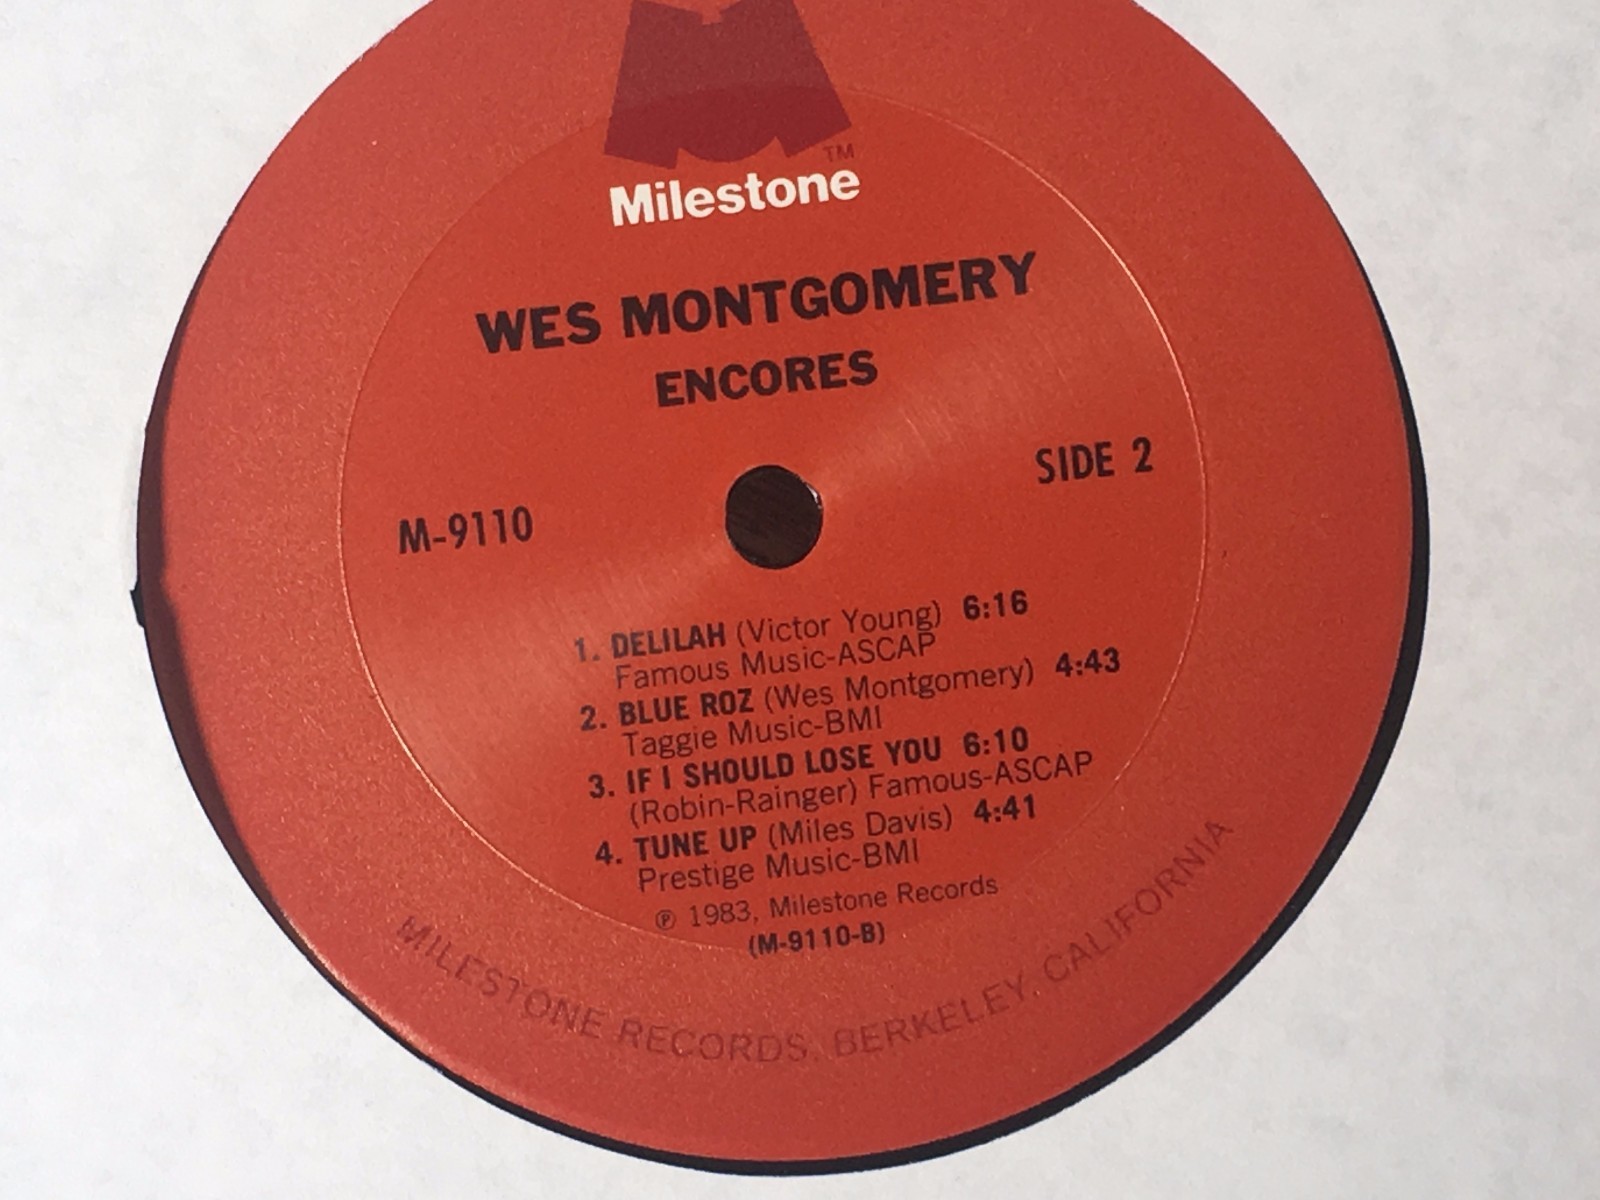 TM
Milestone
WES MONTGOMERY
ENCORES
SIDE 2
M-9110
1. DELILAH (Victor Young) 6:16
Famous Music-ASCAP
2. BLUE ROZ (Wes Montgomery) 4:43
Taggie Music-BMI
3. IF I SHOULD LOSE YOU 6:10
(Robin-Rainger) Famous-ASCAP
4. TUNE UP (Miles Davis) 4:41
Prestige Music-BMI
℗ 1983, Milestone Records
(M-9110-B)
MILESTONE RECORDS, BERKELEY, CALIFORNIA